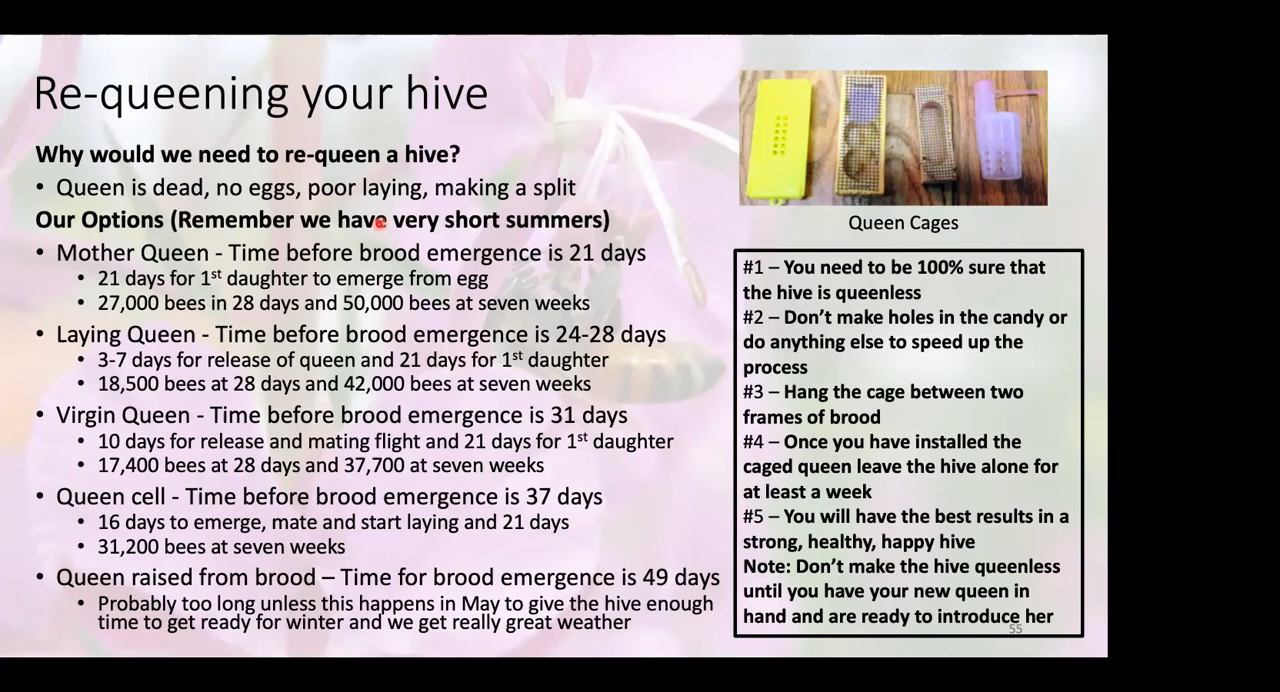 Re-queening your hive
Why would we need to re-queen a hive?
• Queen is dead, no eggs, poor laying, making a split
Our Options (Remember we have very short summers)
• Mother Queen - Time before brood emergence is 21 days
• 21 days for 1st daughter to emerge from egg
• 27,000 bees in 28 days and 50,000 bees at seven weeks
• Laying Queen - Time before brood emergence is 24-28 days
• 3-7 days for release of queen and 21 days for 1st daughter
• 18,500 bees at 28 days and 42,000 bees at seven weeks
• Virgin Queen - Time before brood emergence is 31 days
• 10 days for release and mating flight and 21 days for 1st daughter
• 17,400 bees at 28 days and 37,700 at seven weeks
• Queen cell - Time before brood emergence is 37 days
• 16 days to emerge, mate and start laying and 21 days
• 31,200 bees at seven weeks
• Queen raised from brood – Time for brood emergence is 49 days
• Probably too long unless this happens in May to give the hive enough
time to get ready for winter and we get really great weather
Queen Cages
#1 – You need to be 100% sure that
the hive is queenless
#2 – Don’t make holes in the candy or
do anything else to speed up the
process
#3 – Hang the cage between two
frames of brood
#4 – Once you have installed the
caged queen leave the hive alone for
at least a week
#5 – You will have the best results in a
strong, healthy, happy hive
Note: Don’t make the hive queenless
until you have your new queen in
hand and are ready to introduce her
55